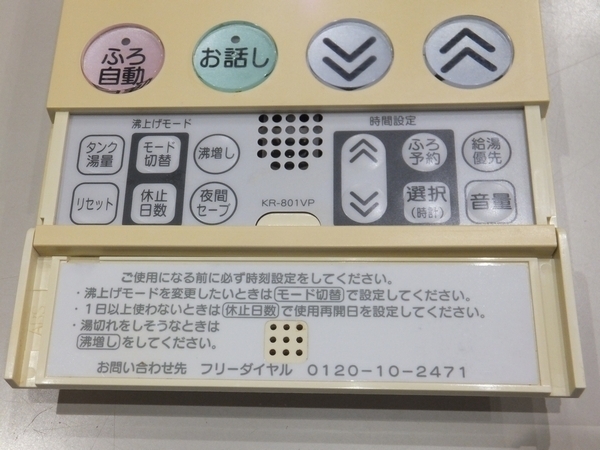 ふろ
自動
お話し
沸上げモード
時間設定
タンク
湯量
モード
切替
沸増し
ふろ
予約
給湯
優先
リセット
休止
日数
夜間
セーブ
KR-801VP
選択
(時計)
音量
ご使用になる前に必ず時刻設定をしてください。
・沸上げモードを変更したいときは モード切替 で設定してください。
・1日以上使わないときは 休止日数 で使用再開日を設定してください。
・湯切れをしそうなときは
沸増し をしてください。
お問い合わせ先 フリーダイヤル 0120-10-2471